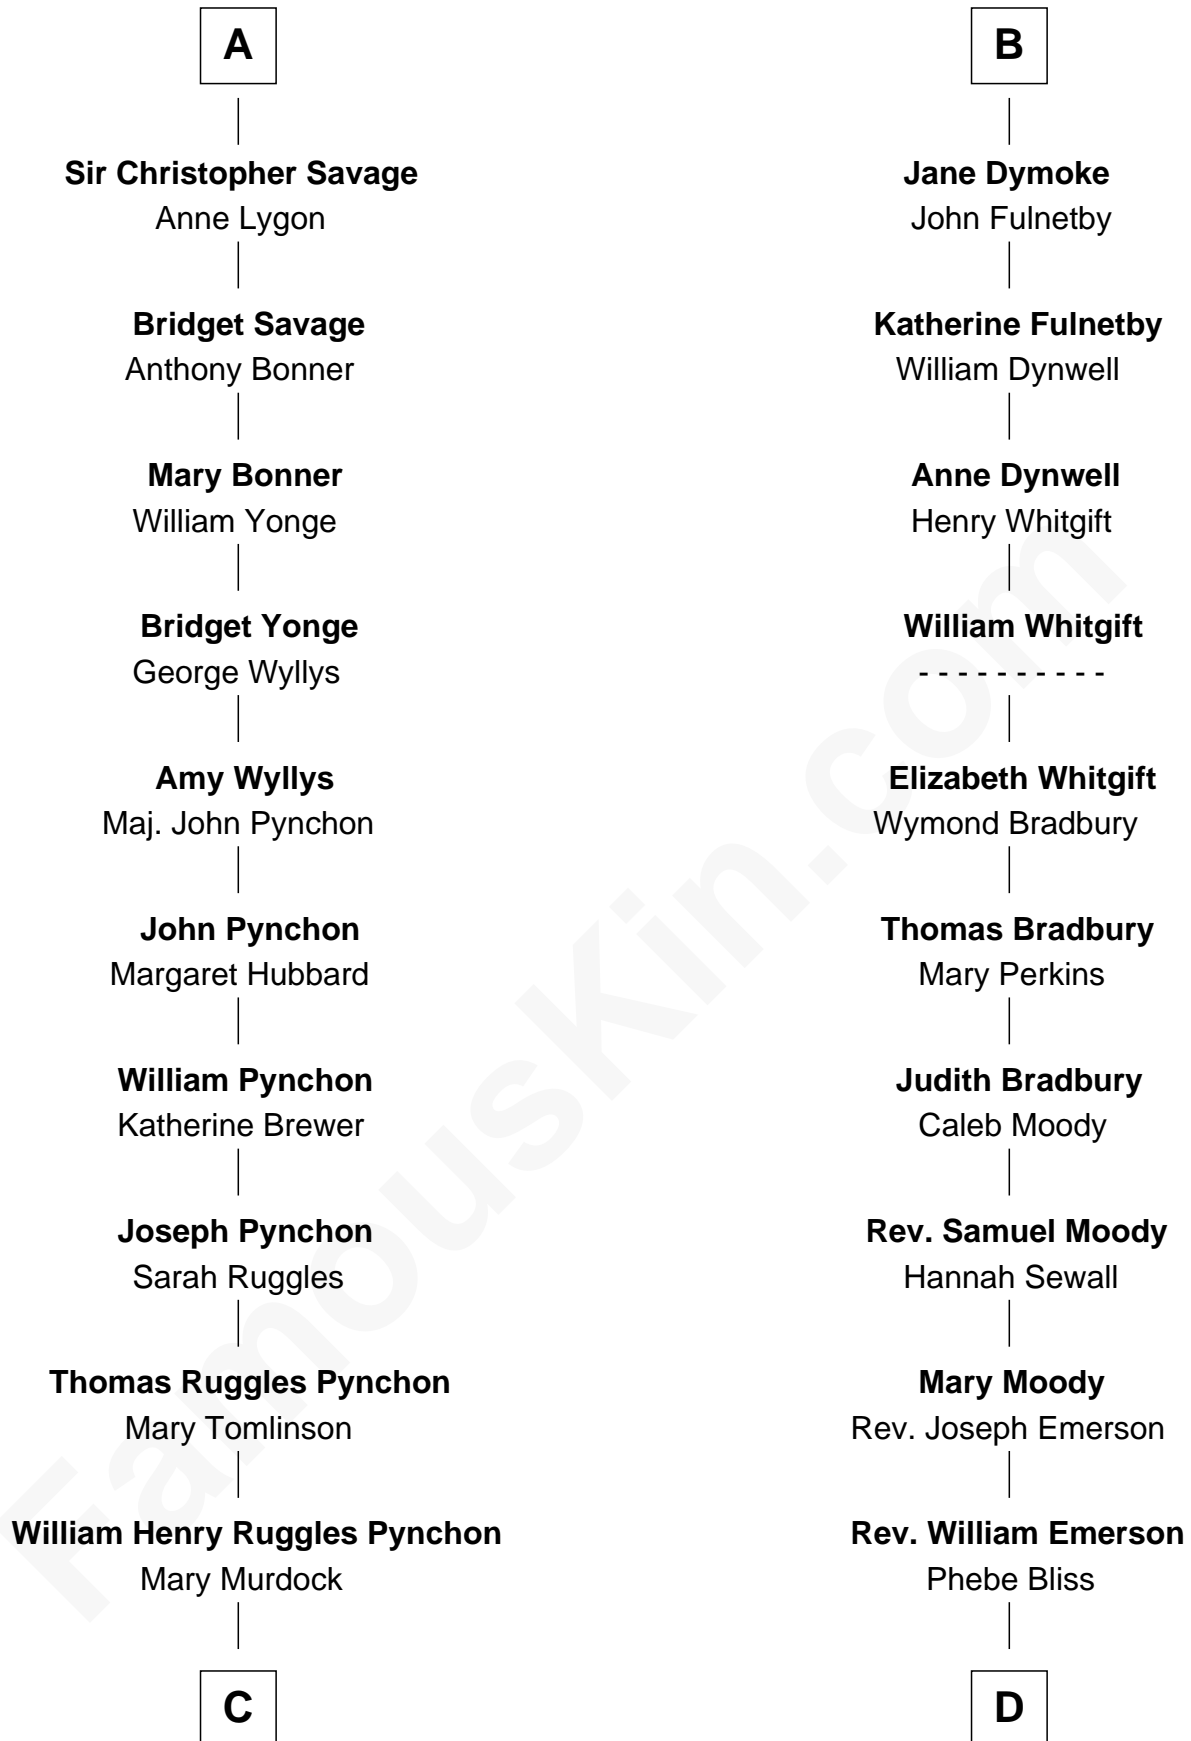 A
Sir Christopher Savage
Anne Lygon
Bridget Savage
Anthony Bonner
Mary Bonner
William Yonge
Bridget Yonge
George Wyllys
Amy Wyllys
Maj. John Pynchon
John Pynchon
Margaret Hubbard
William Pynchon
Katherine Brewer
Joseph Pynchon
Sarah Ruggles
Thomas Ruggles Pynchon
Mary Tomlinson
William Henry Ruggles Pynchon
Mary Murdock
C
B
Jane Dymoke
John Fulnetby
Katherine Fulnetby
William Dynwell
Anne Dynwell
Henry Whitgift
William Whitgift
- - - - - - - - - -
Elizabeth Whitgift
Wymond Bradbury
Thomas Bradbury
Mary Perkins
Judith Bradbury
Caleb Moody
Rev. Samuel Moody
Hannah Sewall
Mary Moody
Rev. Joseph Emerson
Rev. William Emerson
Phebe Bliss
D
FamousKin.com